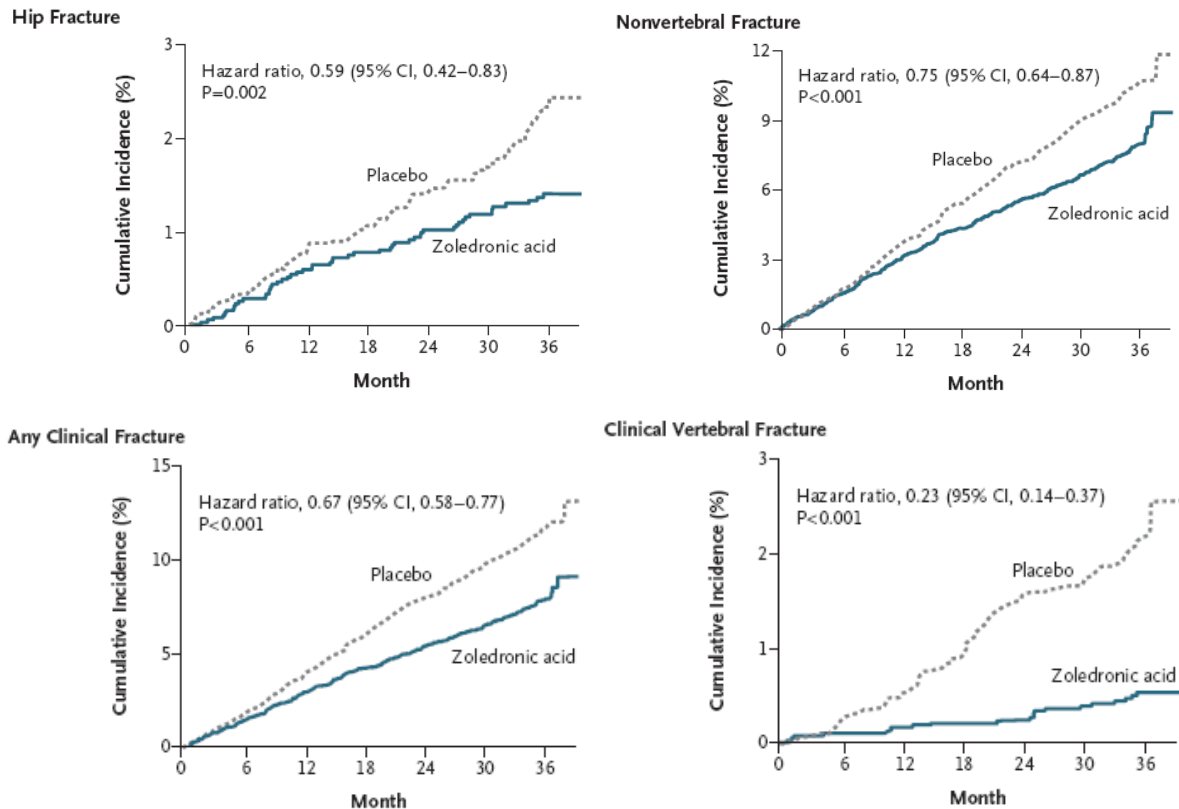 Hip Fracture
Cumulative Incidence (%)
3
2
1
0
Hazard ratio, 0.59 (95% CI, 0.42–0.83)
P=0.002
Placebo
Zoledronic acid
0 6 12 18 24 30 36
Month
Nonvertebral Fracture
Cumulative Incidence (%)
12
9
6
3
0
Hazard ratio, 0.75 (95% CI, 0.64–0.87)
P<0.001
Placebo
Zoledronic acid
0 6 12 18 24 30 36
Month
Any Clinical Fracture
Cumulative Incidence (%)
15
10
5
0
Hazard ratio, 0.67 (95% CI, 0.58–0.77)
P<0.001
Placebo
Zoledronic acid
0 6 12 18 24 30 36
Month
Clinical Vertebral Fracture
Cumulative Incidence (%)
3
2
1
0
Hazard ratio, 0.23 (95% CI, 0.14–0.37)
P<0.001
Placebo
Zoledronic acid
0 6 12 18 24 30 36
Month